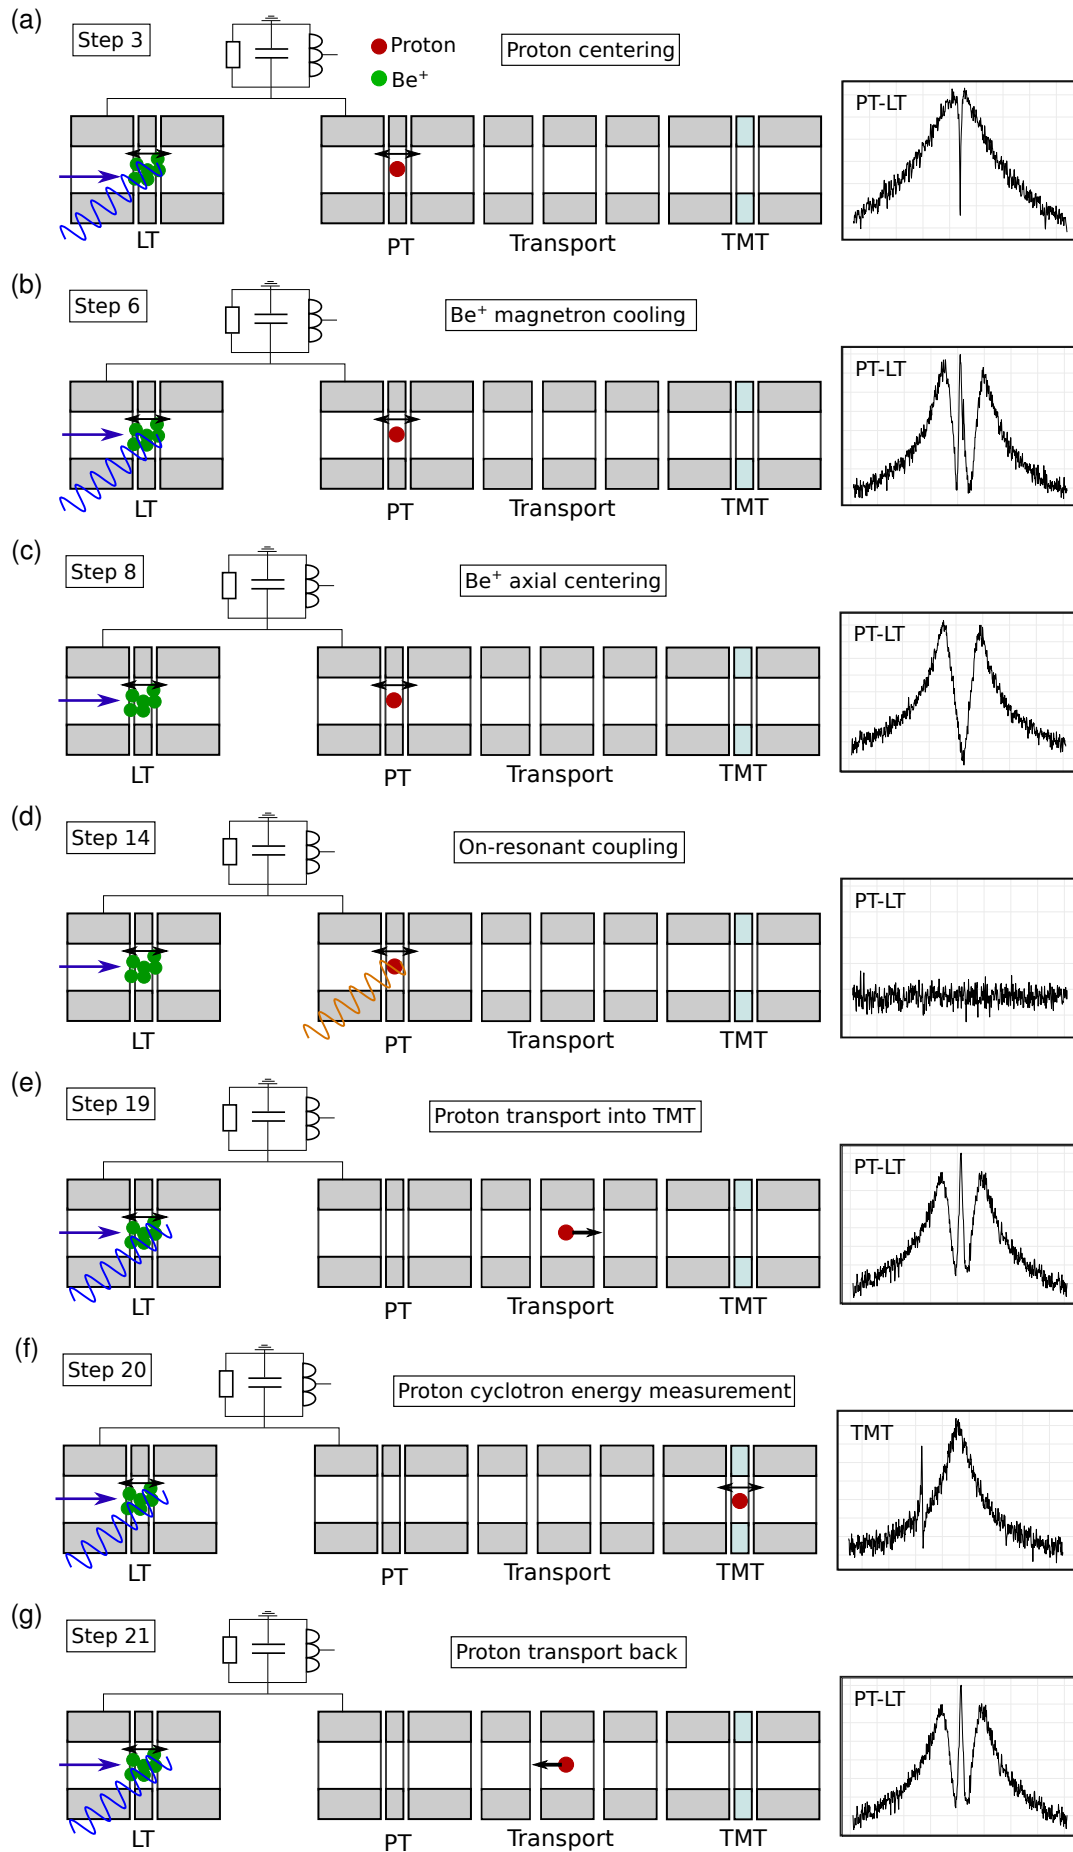 (a)
Step 3
Proton
Be⁺
Proton centering
PT-LT
LT
PT
Transport
TMT
(b)
Step 6
Be⁺ magnetron cooling
PT-LT
LT
PT
Transport
TMT
(c)
Step 8
Be⁺ axial centering
PT-LT
LT
PT
Transport
TMT
(d)
Step 14
On-resonant coupling
PT-LT
LT
PT
Transport
TMT
(e)
Step 19
Proton transport into TMT
PT-LT
LT
PT
Transport
TMT
(f)
Step 20
Proton cyclotron energy measurement
TMT
LT
PT
Transport
TMT
(g)
Step 21
Proton transport back
PT-LT
LT
PT
Transport
TMT